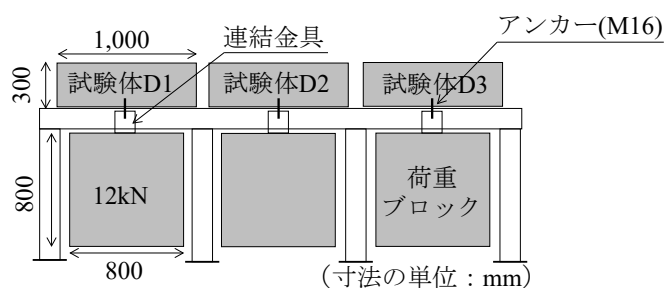 アンカー(M16)
連結金具
1,000
300
試験体D1
試験体D2
試験体D3
800
12kN
荷重
ブロック
800
（寸法の単位：mm）